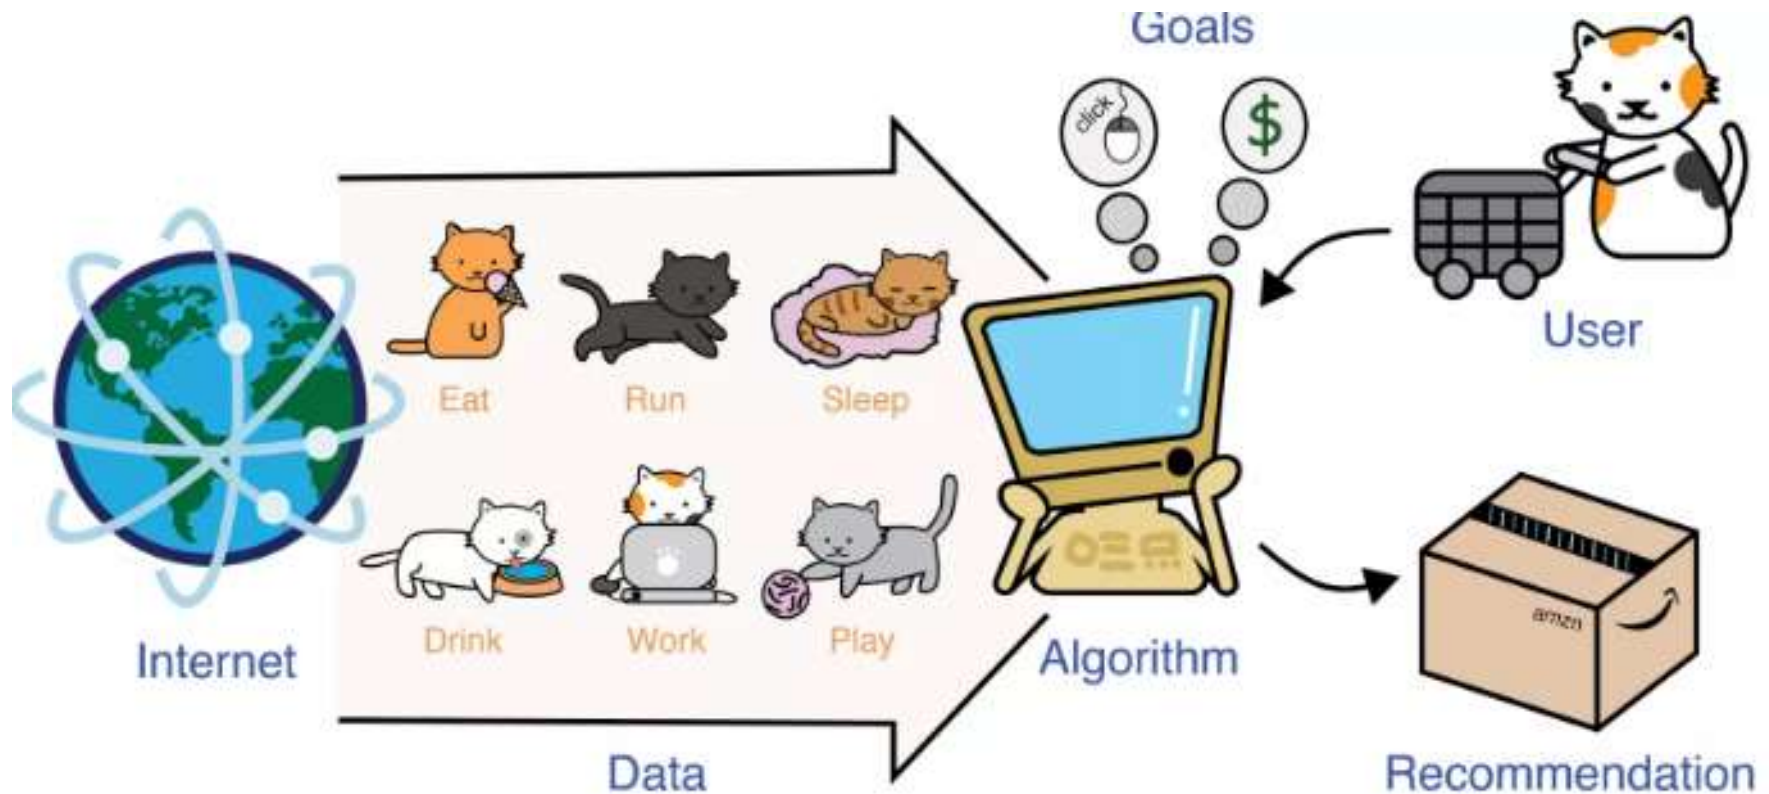 Goals
click
$
User
Eat
Run
Sleep
Drink
Work
Play
Internet
Algorithm
amzn
Data
Recommendation